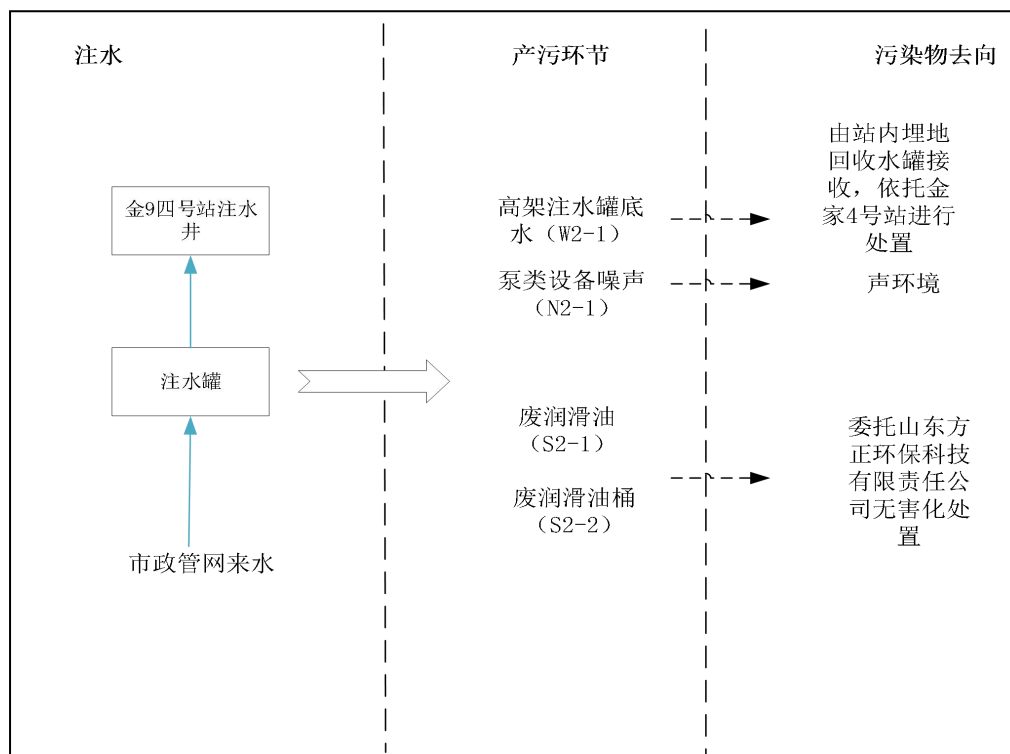 注水
产污环节
污染物去向
金9四号站注水
井
注水罐
市政管网来水
高架注水罐底
水（W2-1）
泵类设备噪声
（N2-1）
废润滑油
（S2-1）
废润滑油桶
（S2-2）
由站内埋地
回收水罐接
收，依托金
家4号站进行
处置
声环境
委托山东方
正环保科技
有限责任公
司无害化处
置